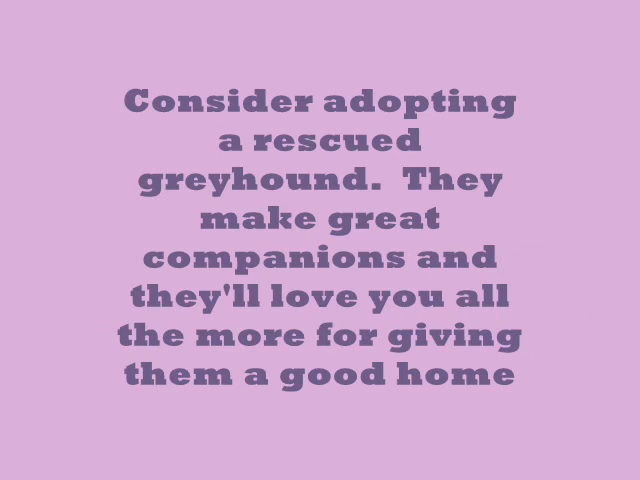 Consider adopting
a rescued
greyhound.  They
make great
companions and
they'll love you all
the more for giving
them a good home